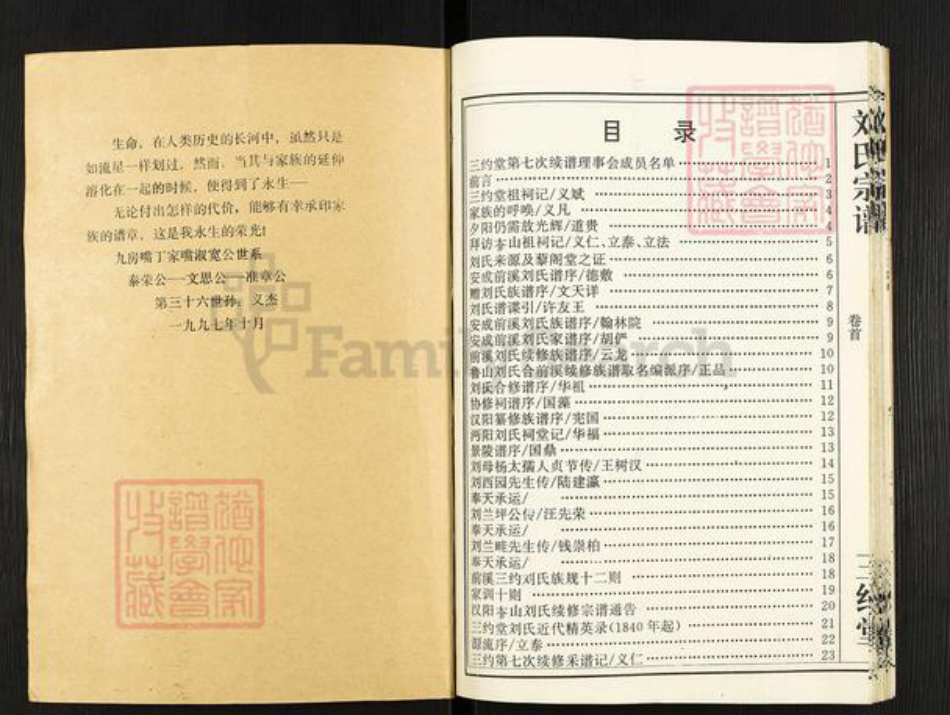 生命，在人类历史的长河中，虽然只是
如流星一样划过，然而，当其与家族的延伸
溶化在一起的时候，使得到了永生——
无论付出怎样的代价，能够有幸承印家
族的谱章，这是我永生的荣光！
九房嘴丁家嘴淑宽公世系
泰荣公—文思公—准章公
第三十六世孙：义杰
一九九七年十月
FamilySearch
目 录
三约堂第七次续谱理事会成员名单 1
前言 2
三约堂祖祠记/义斌 3
家族的呼唤/义凡 4
夕阳仍需放光辉/道贵 4
拜访夲山祖祠记/义仁、立泰、立法 5
刘氏来源及藜阁堂之证 6
安成前溪刘氏谱序/德敷 6
赠刘氏族谱序/文天详 7
刘氏谱谍引/许友王 8
安成前溪刘氏族谱序/翰林院 9
安成前溪刘氏家谱序/胡俨 9
前溪刘氏续修族谱序/云龙 10
鲁山刘氏合前溪续修族谱取名编派序/正品 10
刘氏合修谱序/华祖 11
协修祠谱序/国藻 12
汉阳纂修族谱序/宪国 12
沔阳刘氏祠堂记/华福 13
景陵谱序/国鼎 13
刘母杨太孺人贞节传/王树汉 14
刘西园先生传/陆建瀛 15
奉天承运/ 15
刘兰坪公传/汪先荣 16
奉天承运/ 16
刘兰畦先生传/钱崇柏 17
奉天承运/ 18
前溪三约刘氏族规十二则 18
家训十则 19
汉阳夲山刘氏续修宗谱通告 20
三约堂刘氏近代精英录(1840年起) 21
源流序/立泰 22
三约第七次续修采谱记/义仁 23
刘氏宗谱
卷首
三约堂